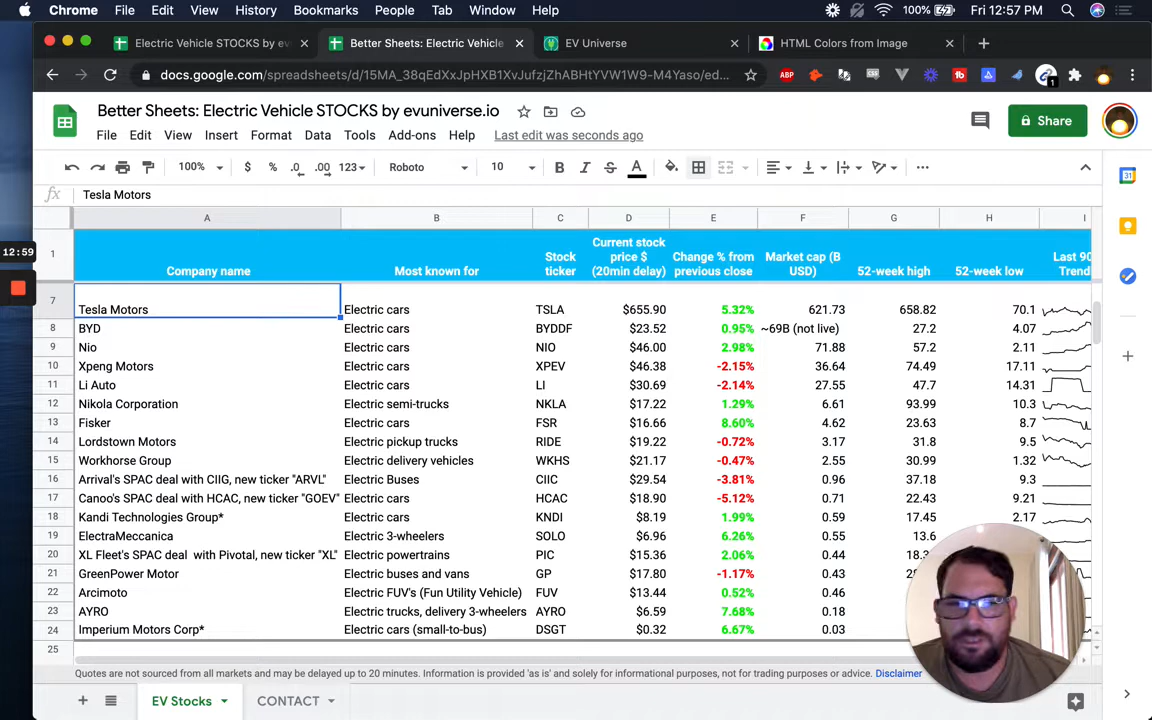 Chrome File Edit View History Bookmarks People Tab Window Help 100% Fri 12:57 PM
Electric Vehicle STOCKS by ev Better Sheets: Electric Vehicle EV Universe HTML Colors from Image
docs.google.com/spreadsheets/d/15MA_38qEdXxJpHXB1XvJufzjZhABHtYVW1W9-M4Yaso/ed... ABP 1
Better Sheets: Electric Vehicle STOCKS by evuniverse.io
File Edit View Insert Format Data Tools Add-ons Help Last edit was seconds ago
Share
100% $ % .0 .00 123 Roboto 10 B I S A
fx Tesla Motors
A B C D E F G H I
12:59
1 Company name Most known for Stock ticker Current stock price $ (20min delay) Change % from previous close Market cap (B USD) 52-week high 52-week low Last 90 Trend
7 Tesla Motors Electric cars TSLA $655.90 5.32% 621.73 658.82 70.1
8 BYD Electric cars BYDDF $23.52 0.95% ~69B (not live) 27.2 4.07
9 Nio Electric cars NIO $46.00 2.98% 71.88 57.2 2.11
10 Xpeng Motors Electric cars XPEV $46.38 -2.15% 36.64 74.49 17.11
11 Li Auto Electric cars LI $30.69 -2.14% 27.55 47.7 14.31
12 Nikola Corporation Electric semi-trucks NKLA $17.22 1.29% 6.61 93.99 10.3
13 Fisker Electric cars FSR $16.66 8.60% 4.62 23.63 8.7
14 Lordstown Motors Electric pickup trucks RIDE $19.22 -0.72% 3.17 31.8 9.5
15 Workhorse Group Electric delivery vehicles WKHS $21.17 -0.47% 2.55 30.99 1.32
16 Arrival's SPAC deal with CIIG, new ticker "ARVL" Electric Buses CIIC $29.54 -3.81% 0.96 37.18 9.3
17 Canoo's SPAC deal with HCAC, new ticker "GOEV" Electric cars HCAC $18.90 -5.12% 0.71 22.43 9.21
18 Kandi Technologies Group* Electric cars KNDI $8.19 1.99% 0.59 17.45 2.17
19 ElectraMeccanica Electric 3-wheelers SOLO $6.96 6.26% 0.55 13.6
20 XL Fleet's SPAC deal with Pivotal, new ticker "XL" Electric powertrains PIC $15.36 2.06% 0.44
21 GreenPower Motor Electric buses and vans GP $17.80 -1.17% 0.43
22 Arcimoto Electric FUV's (Fun Utility Vehicle) FUV $13.44 0.52% 0.46
23 AYRO Electric trucks, delivery 3-wheelers AYRO $6.59 7.68% 0.18
24 Imperium Motors Corp* Electric cars (small-to-bus) DSGT $0.32 6.67% 0.03
25
Quotes are not sourced from all markets and may be delayed up to 20 minutes. Information is provided 'as is' and solely for informational purposes, not for trading purposes or advice. Disclaimer
EV Stocks CONTACT